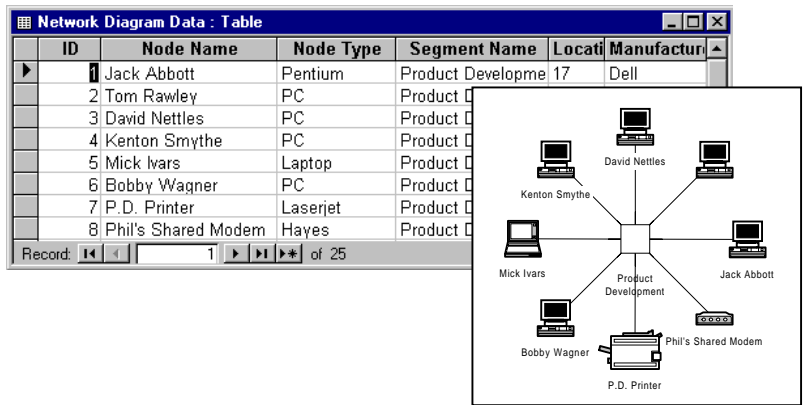 Network Diagram Data : Table
ID Node Name Node Type Segment Name Locati Manufactur
1 Jack Abbott Pentium Product Developme 17 Dell
2 Tom Rawley PC Product D
3 David Nettles PC Product D
4 Kenton Smythe PC Product D
5 Mick Ivars Laptop Product D
6 Bobby Wagner PC Product D
7 P.D. Printer Laserjet Product D
8 Phil's Shared Modem Hayes Product D
Record: 1 of 25
David Nettles
Kenton Smythe
Mick Ivars
Product
Development
Jack Abbott
Bobby Wagner
Phil's Shared Modem
P.D. Printer